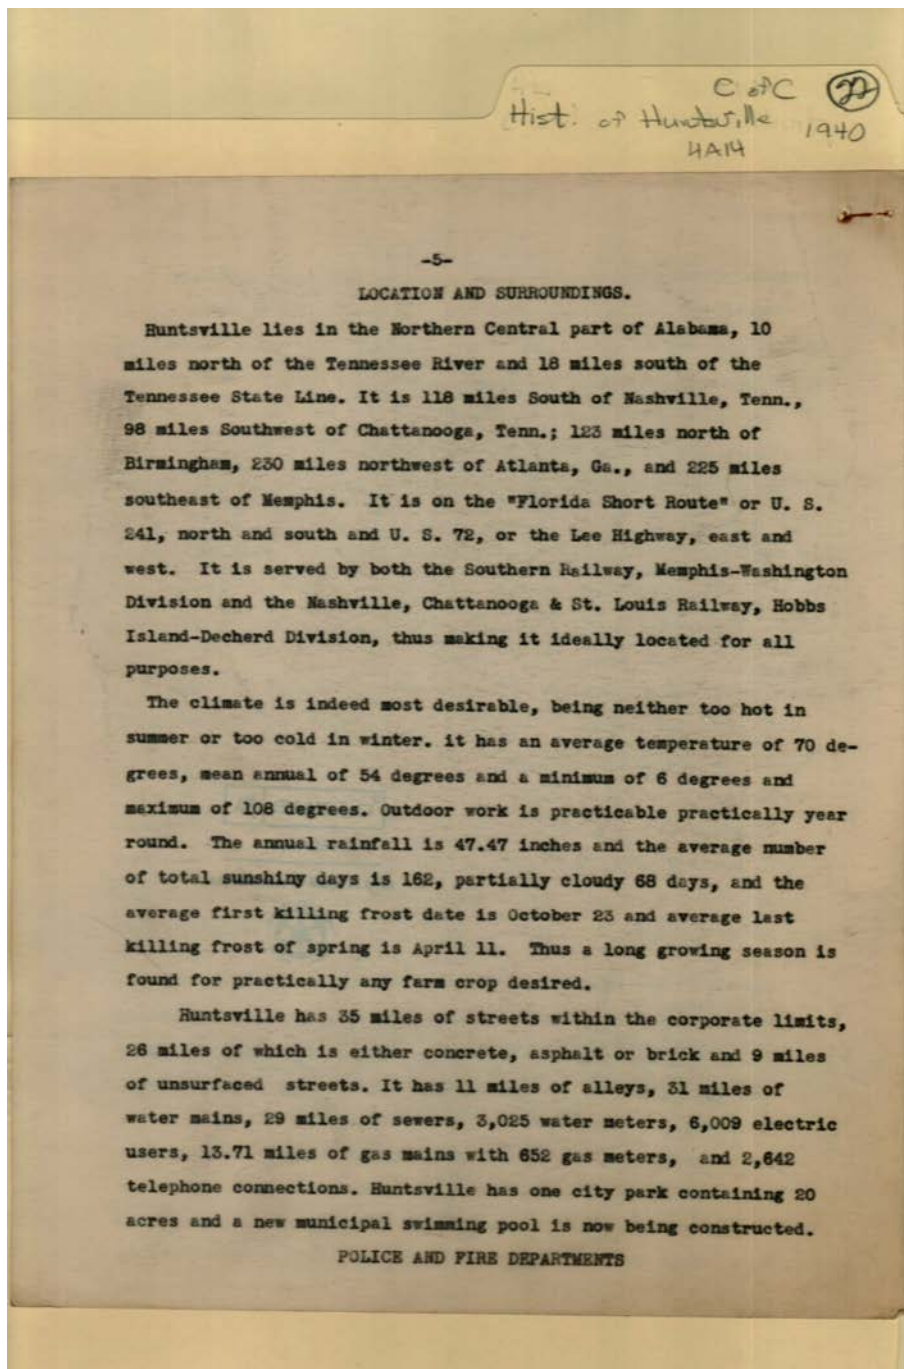 C of C 22
Hist. of Huntsville 1940
4A14
-5-
LOCATION AND SURROUNDINGS.
Huntsville lies in the Northern Central part of Alabama, 10
miles north of the Tennessee River and 18 miles south of the
Tennessee State Line. It is 118 miles South of Nashville, Tenn.,
98 miles Southwest of Chattanooga, Tenn.; 123 miles north of
Birmingham, 230 miles northwest of Atlanta, Ga., and 225 miles
southeast of Memphis. It is on the "Florida Short Route" or U. S.
241, north and south and U. S. 72, or the Lee Highway, east and
west. It is served by both the Southern Railway, Memphis-Washington
Division and the Nashville, Chattanooga & St. Louis Railway, Hobbs
Island-Decherd Division, thus making it ideally located for all
purposes.
The climate is indeed most desirable, being neither too hot in
summer or too cold in winter. it has an average temperature of 70 de-
grees, mean annual of 54 degrees and a minimum of 6 degrees and
maximum of 108 degrees. Outdoor work is practicable practically year
round. The annual rainfall is 47.47 inches and the average number
of total sunshiny days is 162, partially cloudy 68 days, and the
average first killing frost date is October 23 and average last
killing frost of spring is April 11. Thus a long growing season is
found for practically any farm crop desired.
Huntsville has 35 miles of streets within the corporate limits,
26 miles of which is either concrete, asphalt or brick and 9 miles
of unsurfaced streets. It has 11 miles of alleys, 31 miles of
water mains, 29 miles of sewers, 3,025 water meters, 6,009 electric
users, 13.71 miles of gas mains with 652 gas meters, and 2,642
telephone connections. Huntsville has one city park containing 20
acres and a new municipal swimming pool is now being constructed.
POLICE AND FIRE DEPARTMENTS